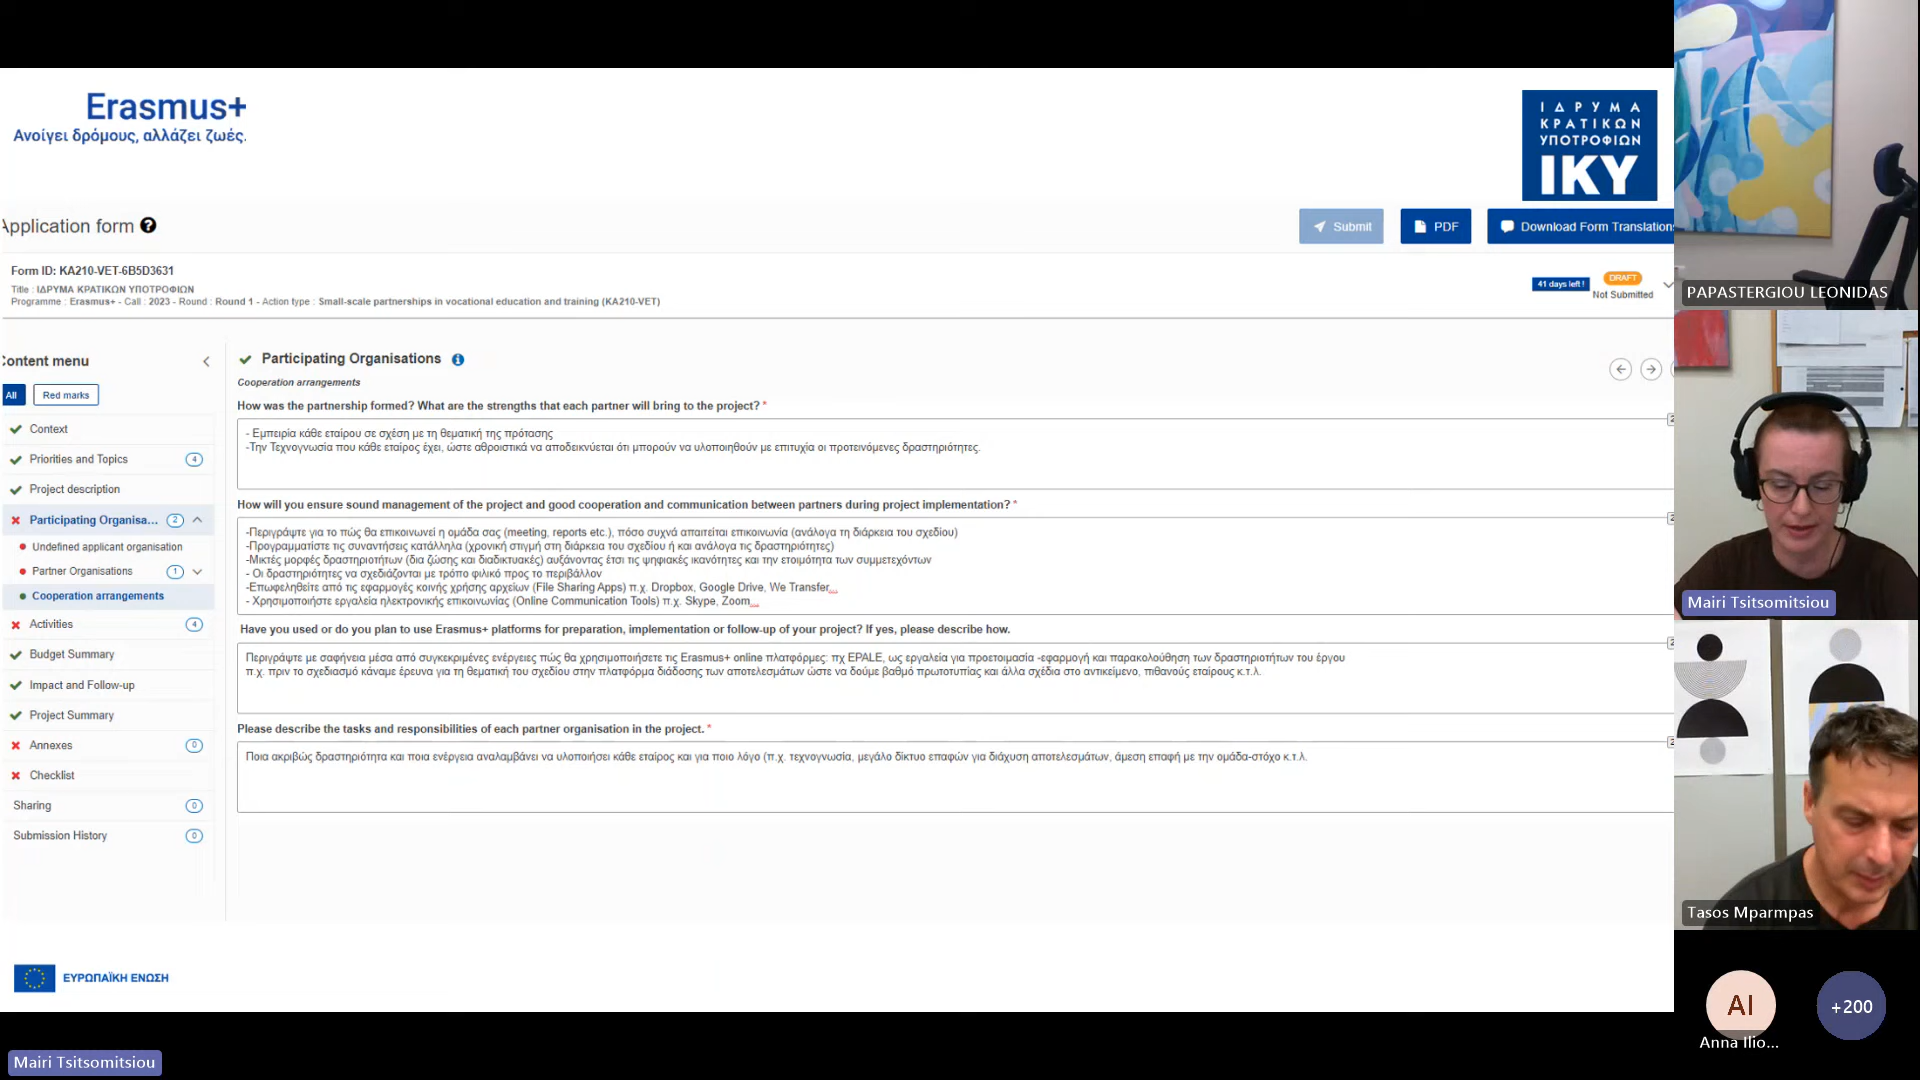 Erasmus+
Ανοίγει δρόμους, αλλάζει ζωές.
ΙΔΡΥΜΑ
ΚΡΑΤΙΚΩΝ
ΥΠΟΤΡΟΦΙΩΝ
ΙΚΥ
Application form
Submit
PDF
Download Form Translations
Form ID: KA210-VET-6B5D3631
Title : ΙΔΡΥΜΑ ΚΡΑΤΙΚΩΝ ΥΠΟΤΡΟΦΙΩΝ
Programme : Erasmus+ - Call : 2023 - Round : Round 1 - Action type : Small-scale partnerships in vocational education and training (KA210-VET)
41 days left !
DRAFT
Not Submitted
Content menu
All
Red marks
Context
Priorities and Topics 4
Project description
Participating Organisa... 2
Undefined applicant organisation
Partner Organisations 1
Cooperation arrangements
Activities 4
Budget Summary
Impact and Follow-up
Project Summary
Annexes 0
Checklist
Sharing 0
Submission History 0
Participating Organisations
Cooperation arrangements
How was the partnership formed? What are the strengths that each partner will bring to the project? *
- Εμπειρία κάθε εταίρου σε σχέση με τη θεματική της πρότασης
-Την Τεχνογνωσία που κάθε εταίρος έχει, ώστε αθροιστικά να αποδεικνύεται ότι μπορούν να υλοποιηθούν με επιτυχία οι προτεινόμενες δραστηριότητες.
How will you ensure sound management of the project and good cooperation and communication between partners during project implementation? *
-Περιγράψτε για το πώς θα επικοινωνεί η ομάδα σας (meeting, reports etc.), πόσο συχνά απαιτείται επικοινωνία (ανάλογα τη διάρκεια του σχεδίου)
-Προγραμματίστε τις συναντήσεις κατάλληλα (χρονική στιγμή στη διάρκεια του σχεδίου ή και ανάλογα τις δραστηριότητες)
-Μικτές μορφές δραστηριοτήτων (δια ζώσης και διαδικτυακές) αυξάνοντας έτσι τις ψηφιακές ικανότητες και την ετοιμότητα των συμμετεχόντων
- Οι δραστηριότητες να σχεδιάζονται με τρόπο φιλικό προς το περιβάλλον
-Επωφεληθείτε από τις εφαρμογές κοινής χρήσης αρχείων (File Sharing Apps) π.χ. Dropbox, Google Drive, We Transfer...
- Χρησιμοποιήστε εργαλεία ηλεκτρονικής επικοινωνίας (Online Communication Tools) π.χ. Skype, Zoom...
Have you used or do you plan to use Erasmus+ platforms for preparation, implementation or follow-up of your project? If yes, please describe how.
Περιγράψτε με σαφήνεια μέσα από συγκεκριμένες ενέργειες πώς θα χρησιμοποιήσετε τις Erasmus+ online πλατφόρμες: πχ EPALE, ως εργαλεία για προετοιμασία -εφαρμογή και παρακολούθηση των δραστηριοτήτων του έργου
π.χ. πριν το σχεδιασμό κάναμε έρευνα για τη θεματική του σχεδίου στην πλατφόρμα διάδοσης των αποτελεσμάτων ώστε να δούμε βαθμό πρωτοτυπίας και άλλα σχέδια στο αντικείμενο, πιθανούς εταίρους κ.τ.λ.
Please describe the tasks and responsibilities of each partner organisation in the project. *
Ποια ακριβώς δραστηριότητα και ποια ενέργεια αναλαμβάνει να υλοποιήσει κάθε εταίρος και για ποιο λόγο (π.χ. τεχνογνωσία, μεγάλο δίκτυο επαφών για διάχυση αποτελεσμάτων, άμεση επαφή με την ομάδα-στόχο κ.τ.λ.
ΕΥΡΩΠΑΪΚΗ ΕΝΩΣΗ
Mairi Tsitsomitsiou
PAPASTERGIOU LEONIDAS
Mairi Tsitsomitsiou
Tasos Mparmpas
AI
Anna Ilio...
+200